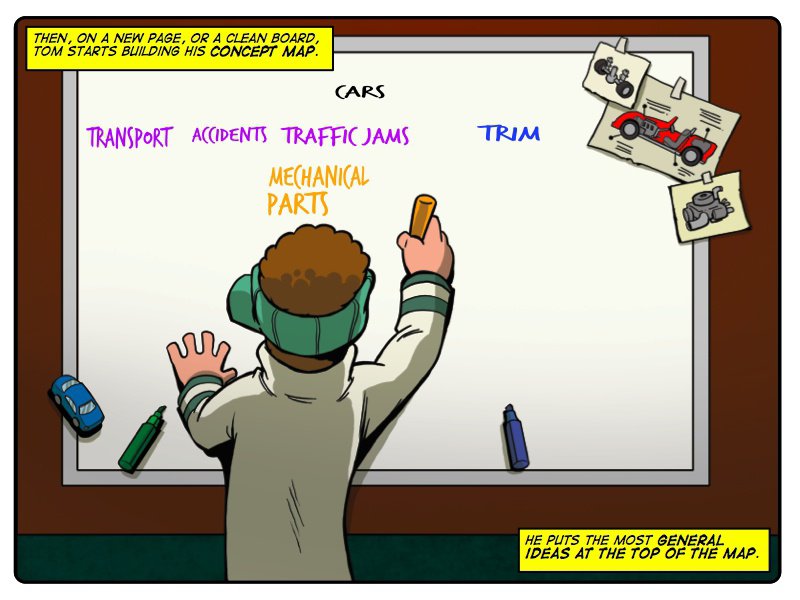 THEN, ON A NEW PAGE, OR A CLEAN BOARD,
TOM STARTS BUILDING HIS CONCEPT MAP.
CARS
TRANSPORT ACCIDENTS TRAFFIC JAMS TRIM
MECHANICAL
PARTS
HE PUTS THE MOST GENERAL
IDEAS AT THE TOP OF THE MAP.